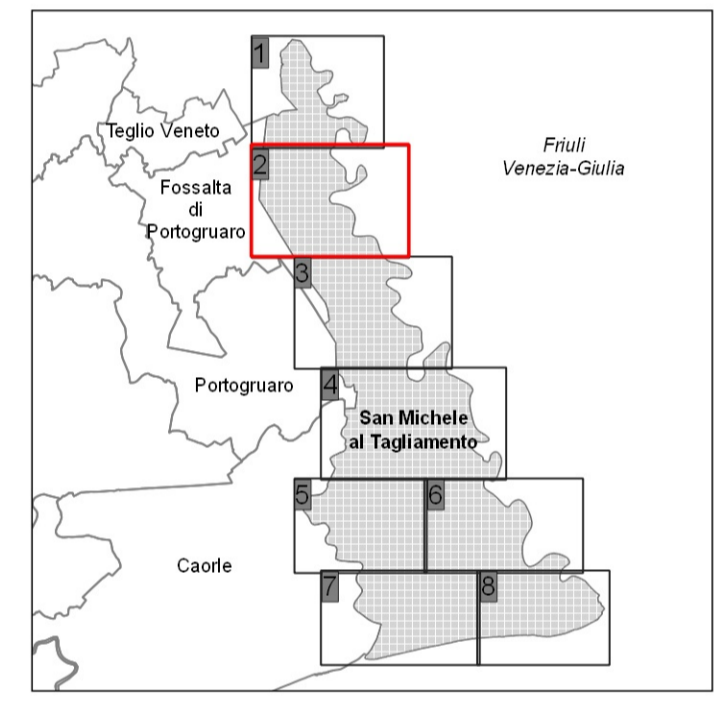 1
Teglio Veneto
Friuli
Venezia-Giulia
2
Fossalta
di
Portogruaro
3
Portogruaro
4
San Michele
al Tagliamento
5
6
Caorle
7
8